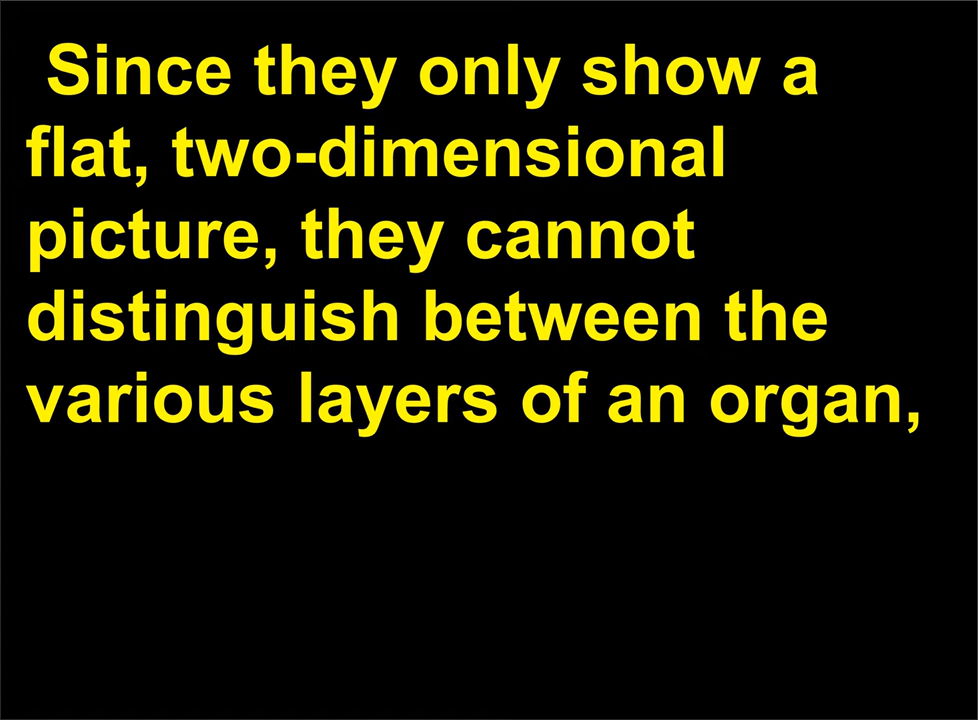 Since they only show a
flat, two-dimensional
picture, they cannot
distinguish between the
various layers of an organ,